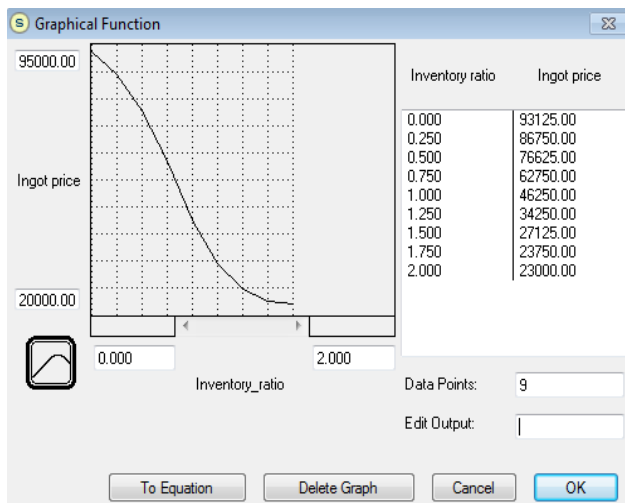 S Graphical Function
95000.00
Ingot price
20000.00
0.000 2.000
Inventory_ratio
Inventory ratio Ingot price
0.000 93125.00
0.250 86750.00
0.500 76625.00
0.750 62750.00
1.000 46250.00
1.250 34250.00
1.500 27125.00
1.750 23750.00
2.000 23000.00
Data Points: 9
Edit Output:
To Equation Delete Graph Cancel OK